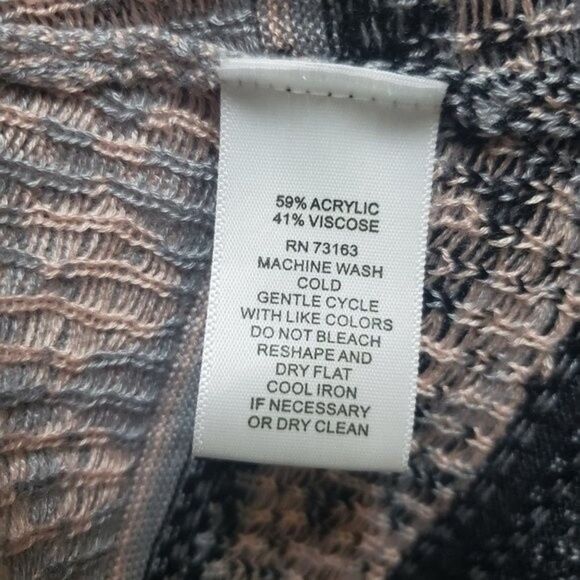 59% ACRYLIC
41% VISCOSE
RN 73163
MACHINE WASH
COLD
GENTLE CYCLE
WITH LIKE COLORS
DO NOT BLEACH
RESHAPE AND
DRY FLAT
COOL IRON
IF NECESSARY
OR DRY CLEAN